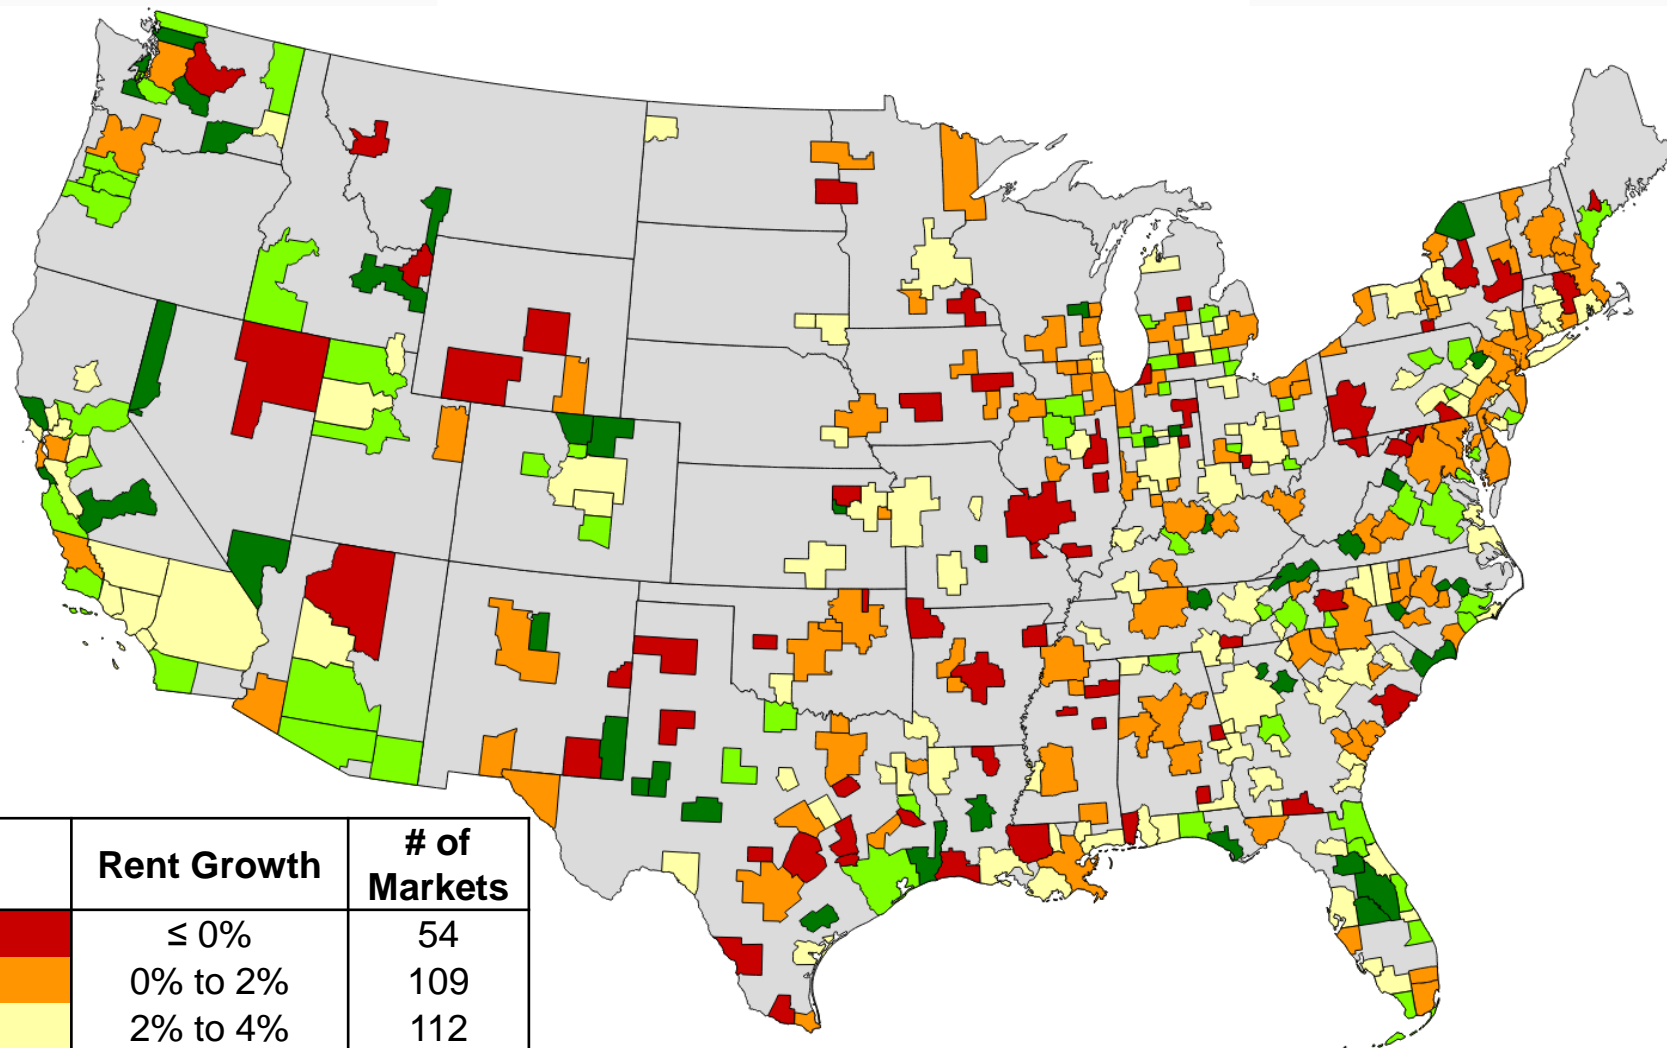 Rent Growth # of Markets
≤ 0% 54
0% to 2% 109
2% to 4% 112